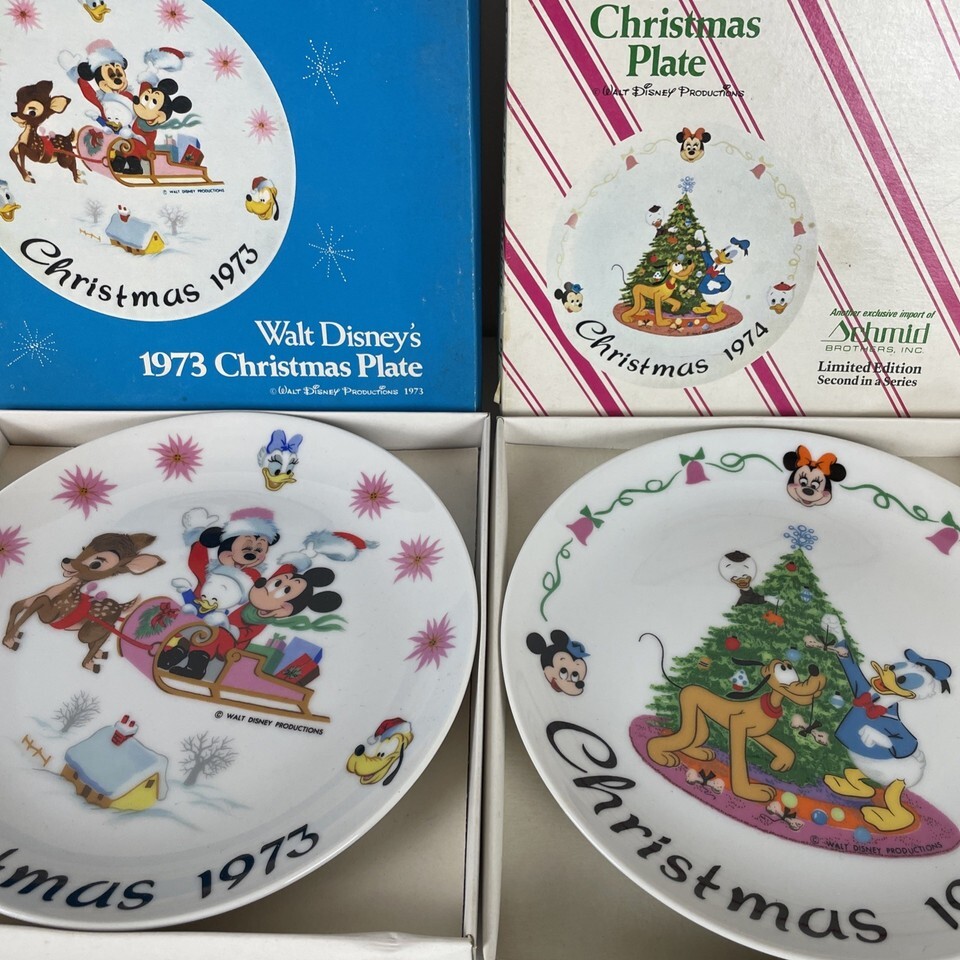 © WALT DISNEY PRODUCTIONS
Christmas 1973
Walt Disney's
1973 Christmas Plate
© WALT DISNEY PRODUCTIONS 1973
Christmas
Plate
© WALT DISNEY PRODUCTIONS
Christmas 1974
Another exclusive import of
Schmid
BROTHERS, INC.
Limited Edition
Second in a Series
© WALT DISNEY PRODUCTIONS
tmas 1973
© WALT DISNEY PRODUCTIONS
Christmas 19